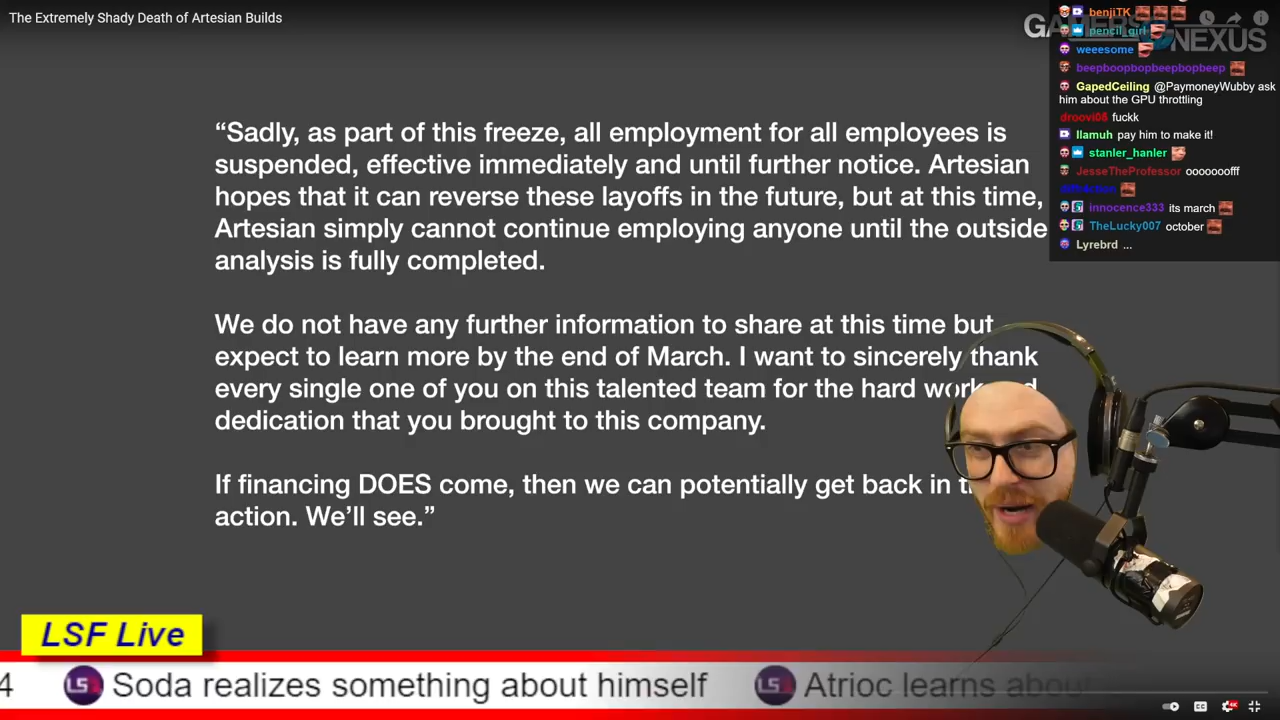 The Extremely Shady Death of Artesian Builds
GA
NEXUS
“Sadly, as part of this freeze, all employment for all employees is
suspended, effective immediately and until further notice. Artesian
hopes that it can reverse these layoffs in the future, but at this time,
Artesian simply cannot continue employing anyone until the outside
analysis is fully completed.
We do not have any further information to share at this time but
expect to learn more by the end of March. I want to sincerely thank
every single one of you on this talented team for the hard work
dedication that you brought to this company.
If financing DOES come, then we can potentially get back in
action. We’ll see.”
benjiTK
pencil_girl
weeesome
beepboopbopbeepbopbeep
GapedCeiling @PaymoneyWubby ask
him about the GPU throttling
droovi08 fuckk
llamuh pay him to make it!
stanler_hanler
JesseTheProfessor oooooofff
innocence333 its march
TheLucky007 october
Lyrebrd ...
LSF Live
4 Soda realizes something about himself Atrioc learns about